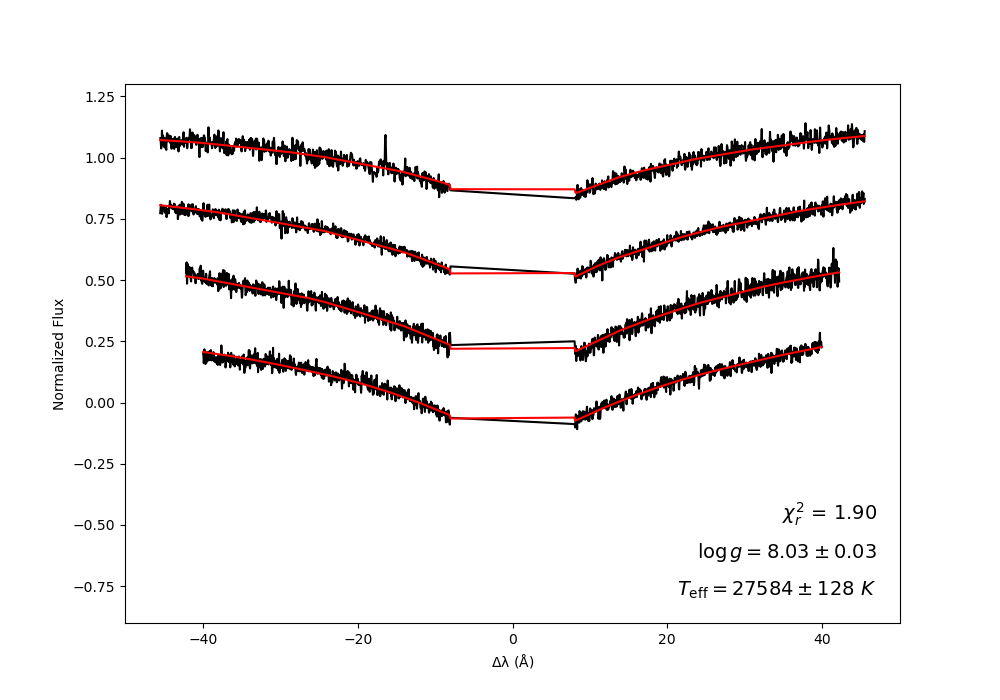 1.25
1.00
0.75
0.50
0.25
0.00
−0.25
−0.50
−0.75
Normalized Flux
χ²ᵣ = 1.90
log g = 8.03 ± 0.03
T_eff = 27584 ± 128 K
−40 −20 0 20 40
Δλ (Å)